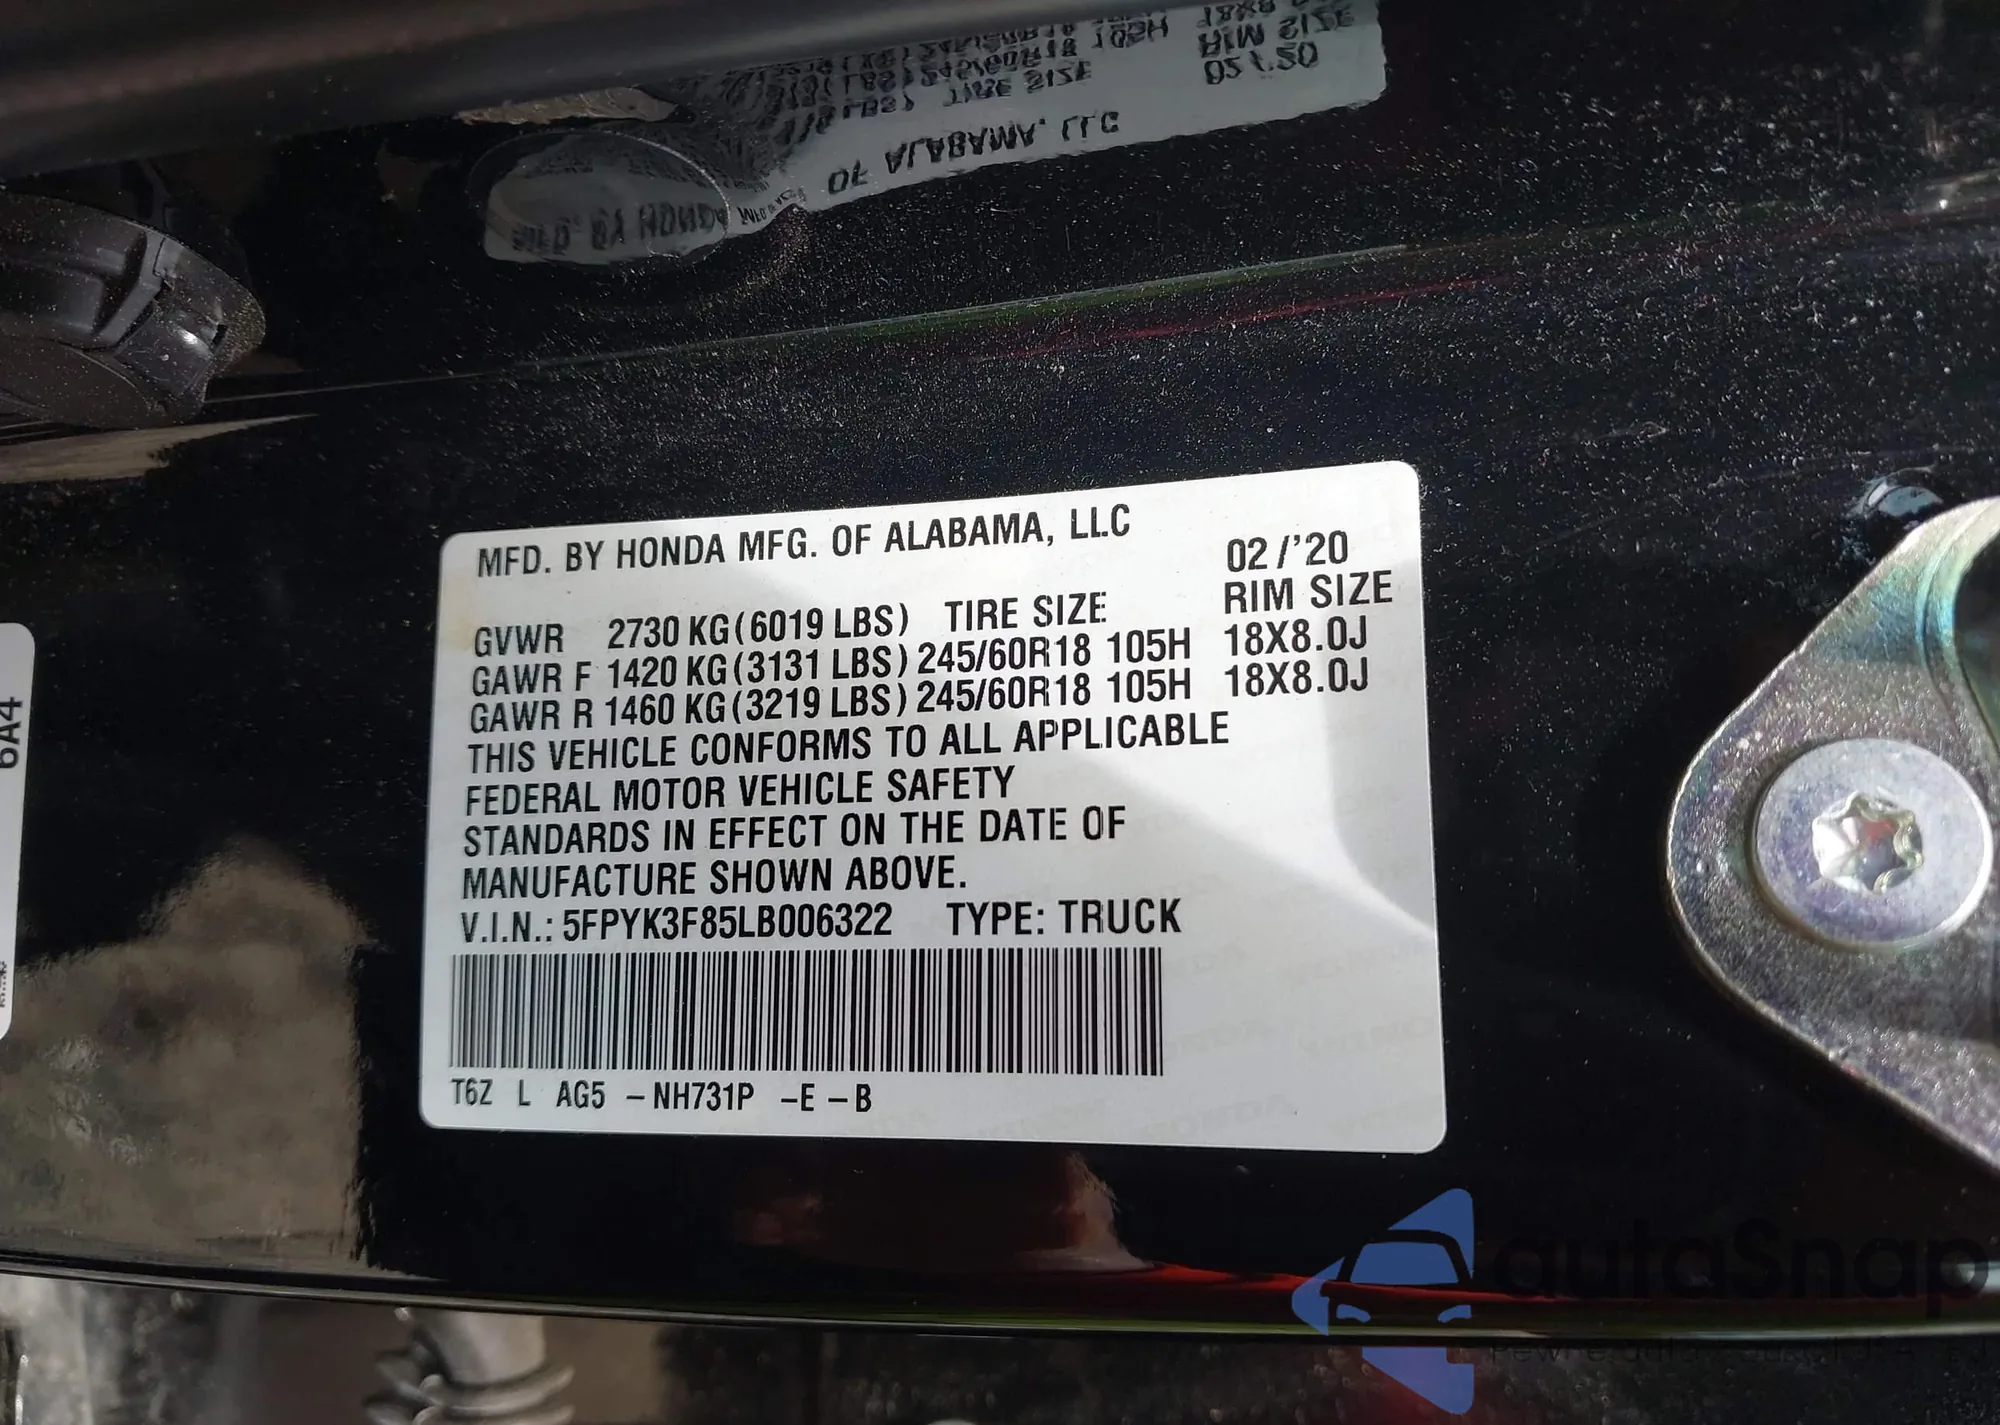 MFD. BY HONDA MFG. OF ALABAMA, LLC 02/'20
GVWR 2730 KG(6019 LBS) TIRE SIZE RIM SIZE
GAWR F 1420 KG(3131 LBS) 245/60R18 105H 18X8.0J
GAWR R 1460 KG(3219 LBS) 245/60R18 105H 18X8.0J
THIS VEHICLE CONFORMS TO ALL APPLICABLE
FEDERAL MOTOR VEHICLE SAFETY
STANDARDS IN EFFECT ON THE DATE OF
MANUFACTURE SHOWN ABOVE.
V.I.N.: 5FPYK3F85LB006322 TYPE: TRUCK
T6Z L AG5 -NH731P -E -B
6A4
autaSnap